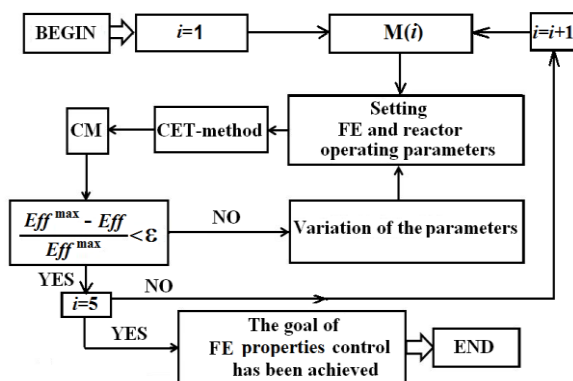 BEGIN
i=1
M(i)
i=i+1
Setting
FE and reactor
operating parameters
CET-method
CM
Eff max - Eff
Eff max
<ε
NO
Variation of the parameters
YES
i=5
NO
YES
The goal of
FE properties control
has been achieved
END